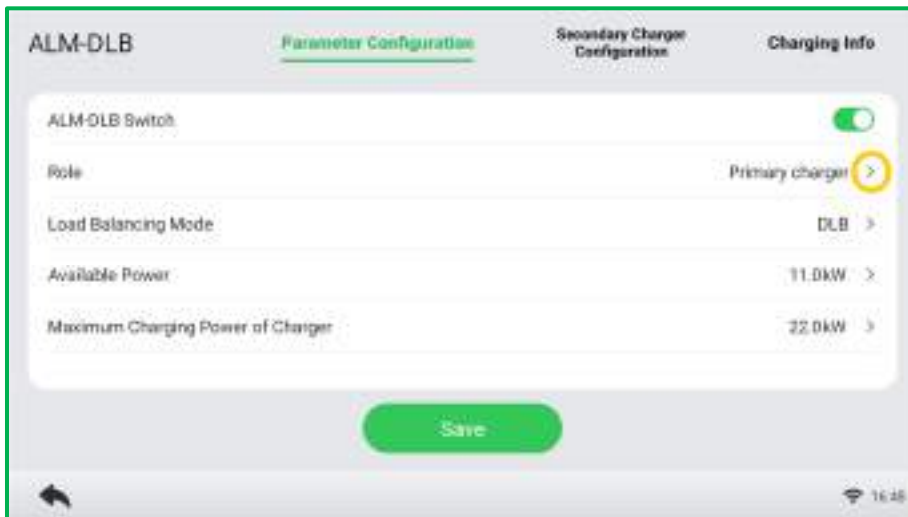 ALM-DLB
Parameter Configuration
Secondary Charger
Configuration
Charging Info
ALM-DLB Switch
Role
Primary charger >
Load Balancing Mode
DLB >
Available Power
11.0kW >
Maximum Charging Power of Charger
22.0kW >
Save
16:48